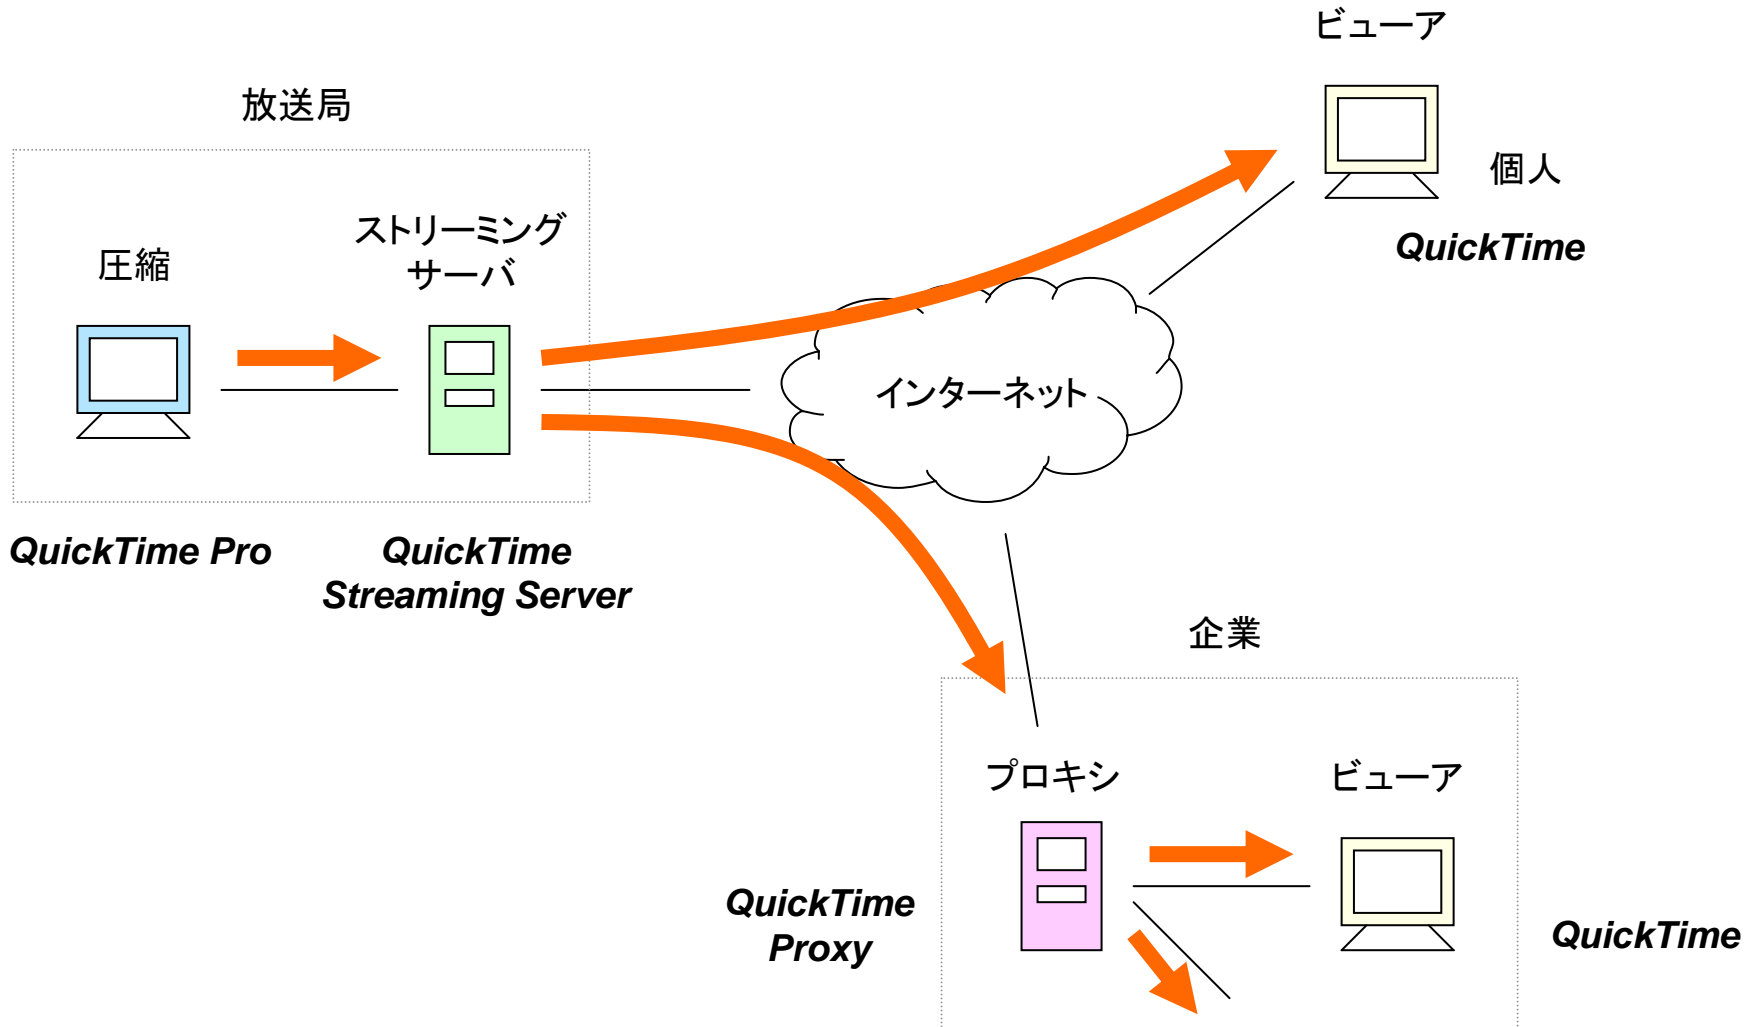 ビューア
放送局
個人
QuickTime
ストリーミング
サーバ
圧縮
インターネット
QuickTime Pro
QuickTime
Streaming Server
企業
プロキシ
ビューア
QuickTime
Proxy
QuickTime